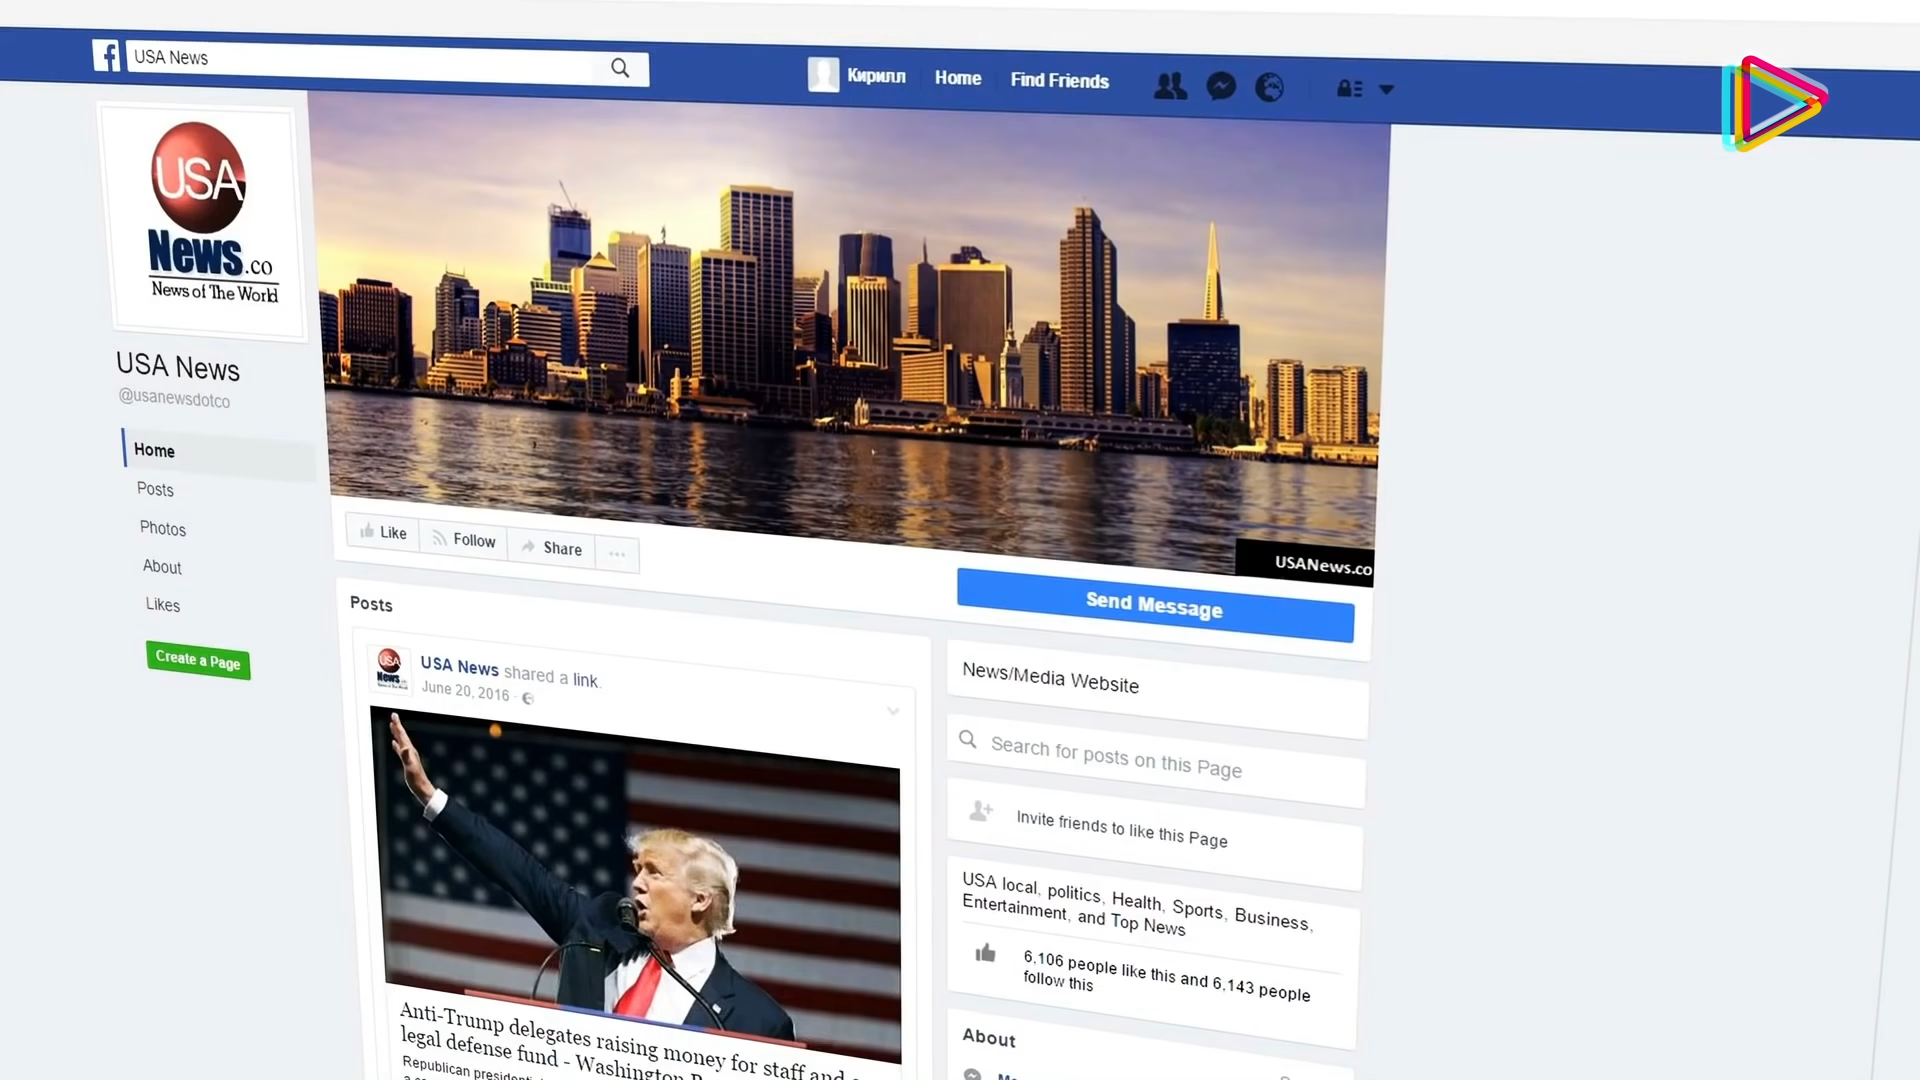 USA News
Кирилл
Home
Find Friends
USA
News.co
News of The World
USA News
@usanewsdotco
Home
Posts
Photos
About
Likes
Create a Page
USANews.co
Like
Follow
Share
Send Message
Posts
USA
News
USA News shared a link.
June 20, 2016
Anti-Trump delegates raising money for staff and
legal defense fund - Washington
Republican
News/Media Website
Search for posts on this Page
Invite friends to like this Page
USA local, politics, Health, Sports, Business,
Entertainment, and Top News
6,106 people like this and 6,143 people
follow this
About